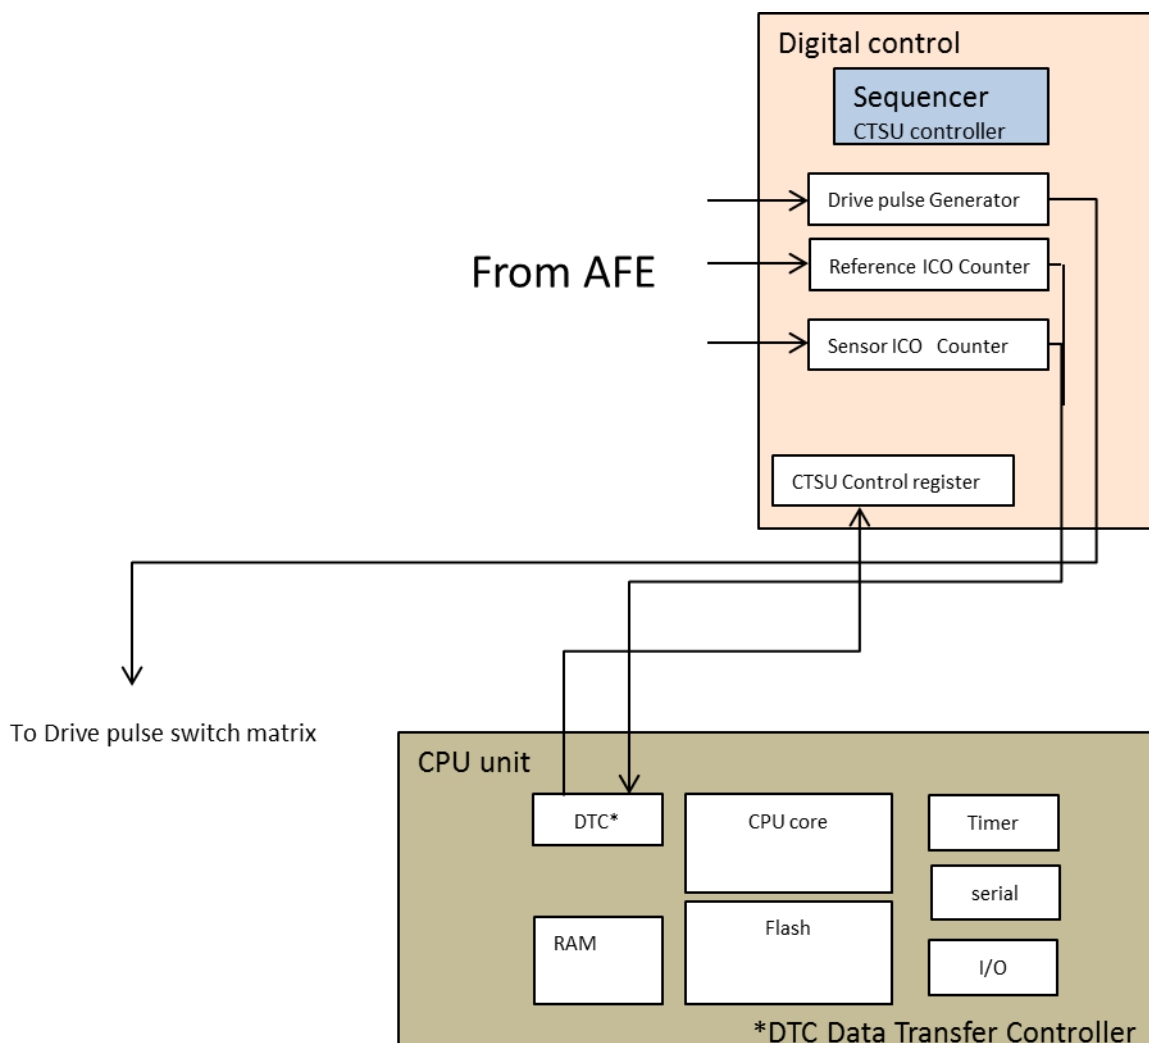 Digital control
Sequencer
CTSU controller
Drive pulse Generator
From AFE
Reference ICO Counter
Sensor ICO Counter
CTSU Control register
To Drive pulse switch matrix
CPU unit
DTC*
CPU core
Timer
serial
RAM
Flash
I/O
*DTC Data Transfer Controller